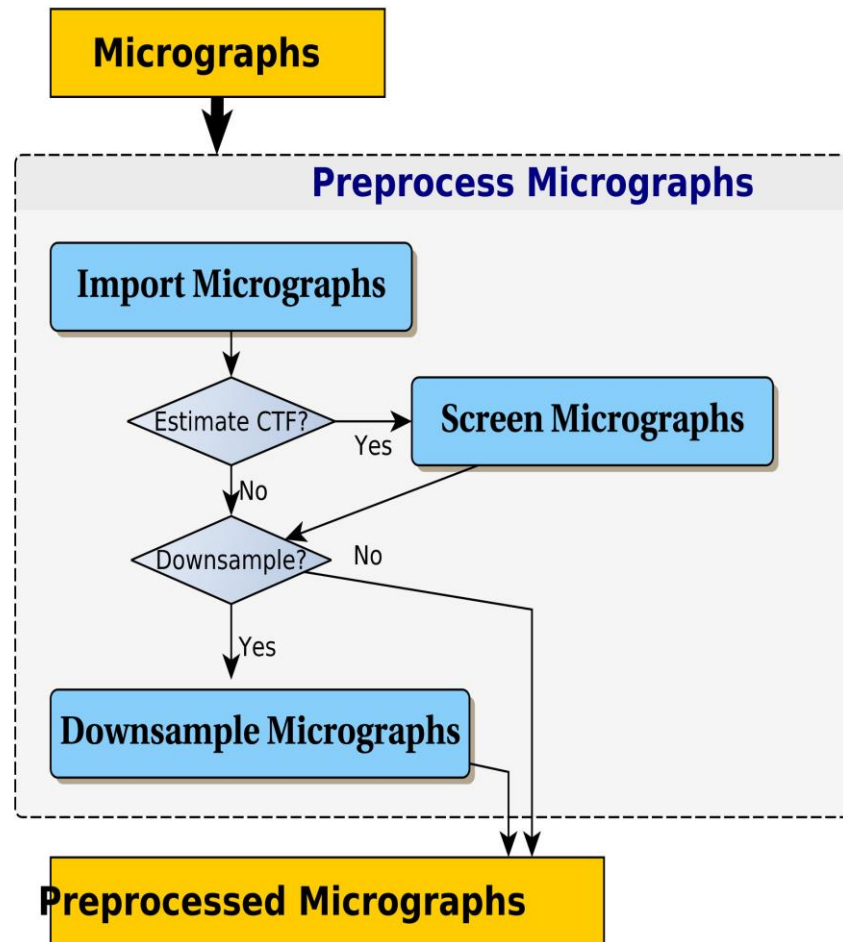 Micrographs
Preprocess Micrographs
Import Micrographs
Estimate CTF?
Yes
Screen Micrographs
No
Downsample?
No
Yes
Downsample Micrographs
Preprocessed Micrographs